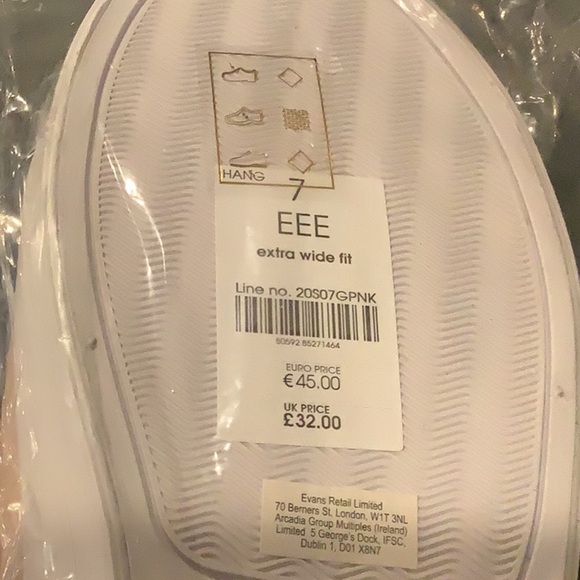 HANG
7
EEE
extra wide fit
Line no. 20S07GPNK
50592 85271464
EURO PRICE
€45.00
UK PRICE
£32.00
Evans Retail Limited
70 Berners St, London, W1T 3NL
Arcadia Group Multiples (Ireland)
Limited 5 George's Dock, IFSC,
Dublin 1, D01 X8N7